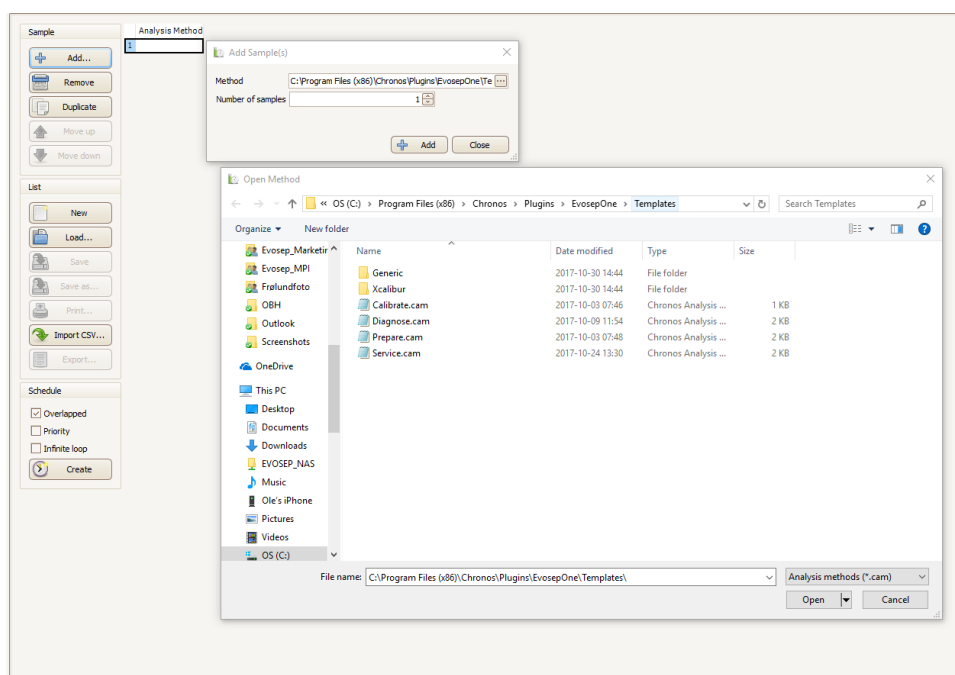 Sample
Add...
Remove
Duplicate
Move up
Move down
List
New
Load...
Save
Save as...
Print...
Import CSV...
Export...
Schedule
Overlapped
Priority
Infinite loop
Create
Analysis Method
1
Add Sample(s)
Method C:\Program Files (x86)\Chronos\Plugins\EvosepOne\Te ...
Number of samples 1
Add Close
Open Method
« OS (C:) › Program Files (x86) › Chronos › Plugins › EvosepOne › Templates Search Templates
Organize New folder
Name Date modified Type Size
Evosep_Marketir
Evosep_MPI
Frølundfoto
OBH
Outlook
Screenshots
OneDrive
This PC
Desktop
Documents
Downloads
EVOSEP_NAS
Music
Ole's iPhone
Pictures
Videos
OS (C:)
Generic 2017-10-30 14:44 File folder
Xcalibur 2017-10-30 14:44 File folder
Calibrate.cam 2017-10-03 07:46 Chronos Analysis ... 1 KB
Diagnose.cam 2017-10-09 11:54 Chronos Analysis ... 2 KB
Prepare.cam 2017-10-03 07:48 Chronos Analysis ... 2 KB
Service.cam 2017-10-24 13:30 Chronos Analysis ... 2 KB
File name: C:\Program Files (x86)\Chronos\Plugins\EvosepOne\Templates\ Analysis methods (*.cam)
Open Cancel